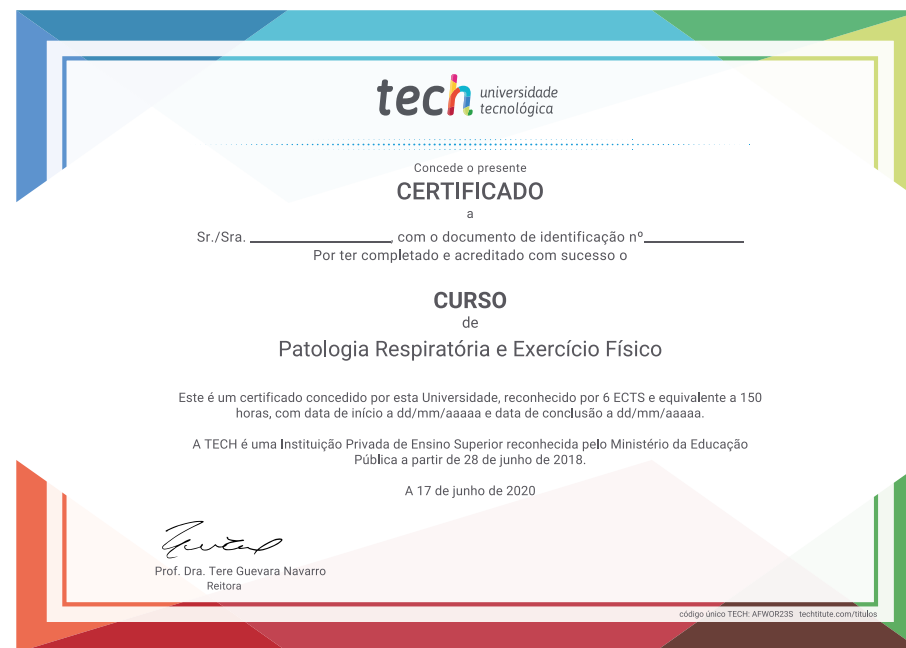 tech universidade
tecnológica
Concede o presente
CERTIFICADO
a
Sr./Sra. ____________, com o documento de identificação nº____________
Por ter completado e acreditado com sucesso o
CURSO
de
Patologia Respiratória e Exercício Físico
Este é um certificado concedido por esta Universidade, reconhecido por 6 ECTS e equivalente a 150
horas, com data de início a dd/mm/aaaaa e data de conclusão a dd/mm/aaaaa.
A TECH é uma Instituição Privada de Ensino Superior reconhecida pelo Ministério da Educação
Pública a partir de 28 de junho de 2018.
A 17 de junho de 2020
Prof. Dra. Tere Guevara Navarro
Reitora
código único TECH: AFWOR23S techtitute.com/titulos